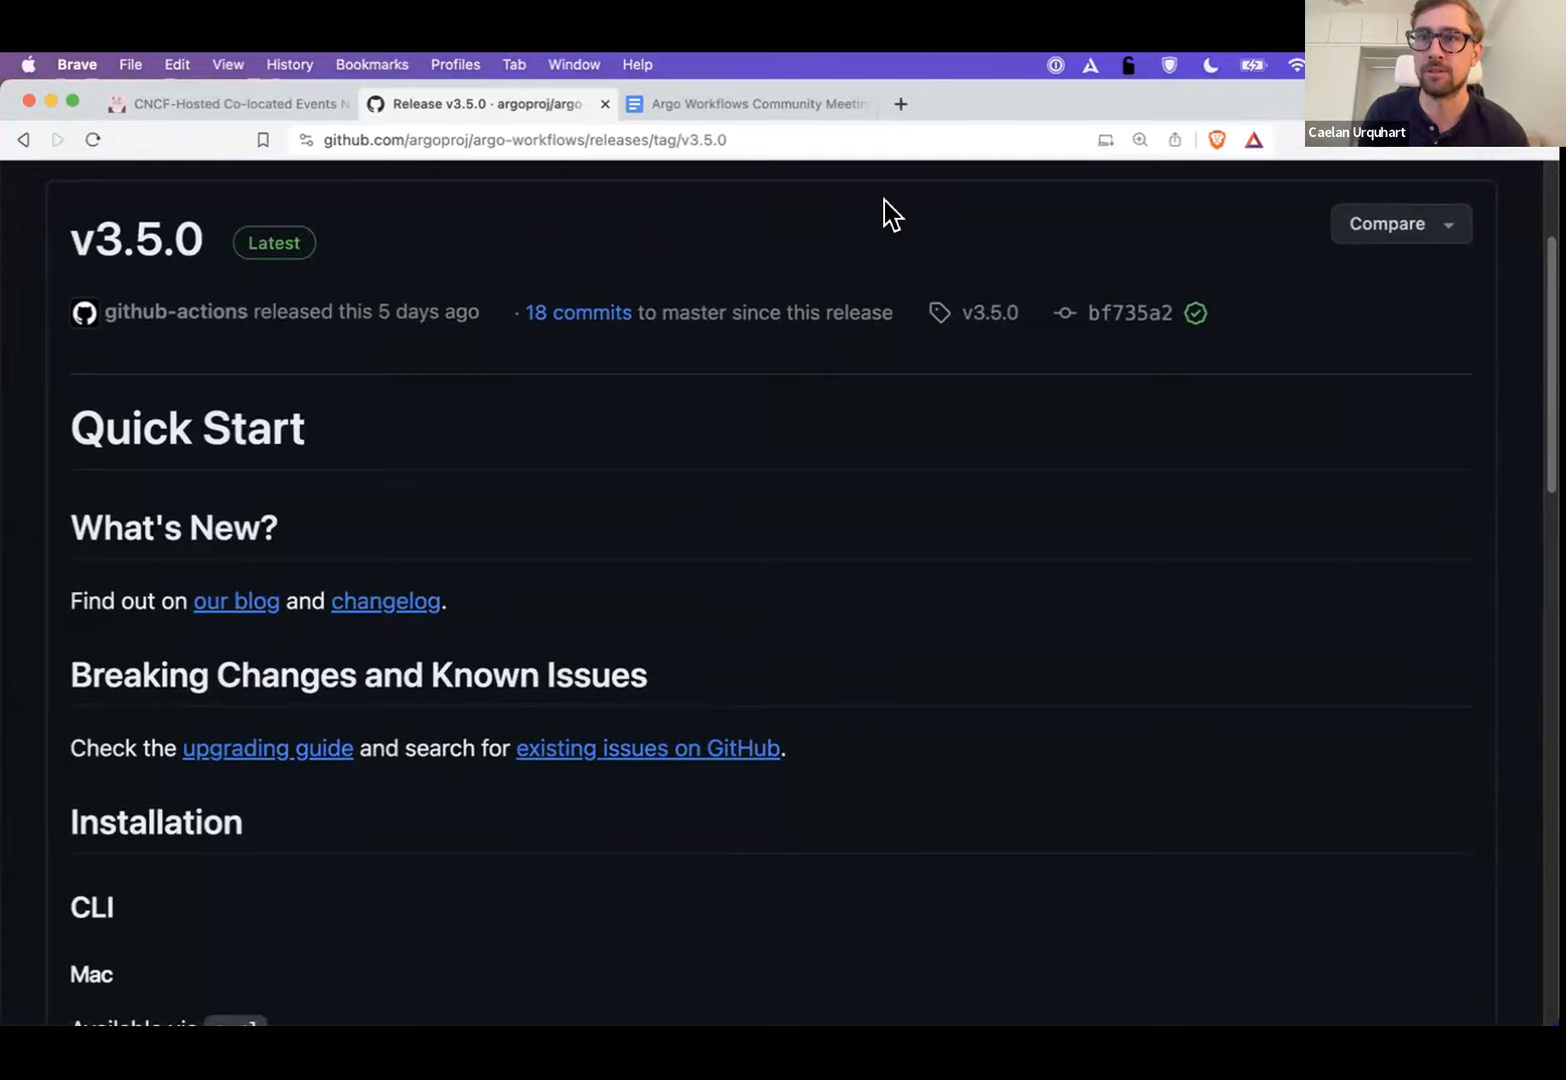 Brave File Edit View History Bookmarks Profiles Tab Window Help
Caelan Urquhart
CNCF-Hosted Co-located Events N
Release v3.5.0 · argoproj/argo-
Argo Workflows Community Meetin
github.com/argoproj/argo-workflows/releases/tag/v3.5.0
v3.5.0 Latest
Compare
github-actions released this 5 days ago · 18 commits to master since this release v3.5.0 bf735a2
Quick Start
What's New?
Find out on our blog and changelog.
Breaking Changes and Known Issues
Check the upgrading guide and search for existing issues on GitHub.
Installation
CLI
Mac
Available via